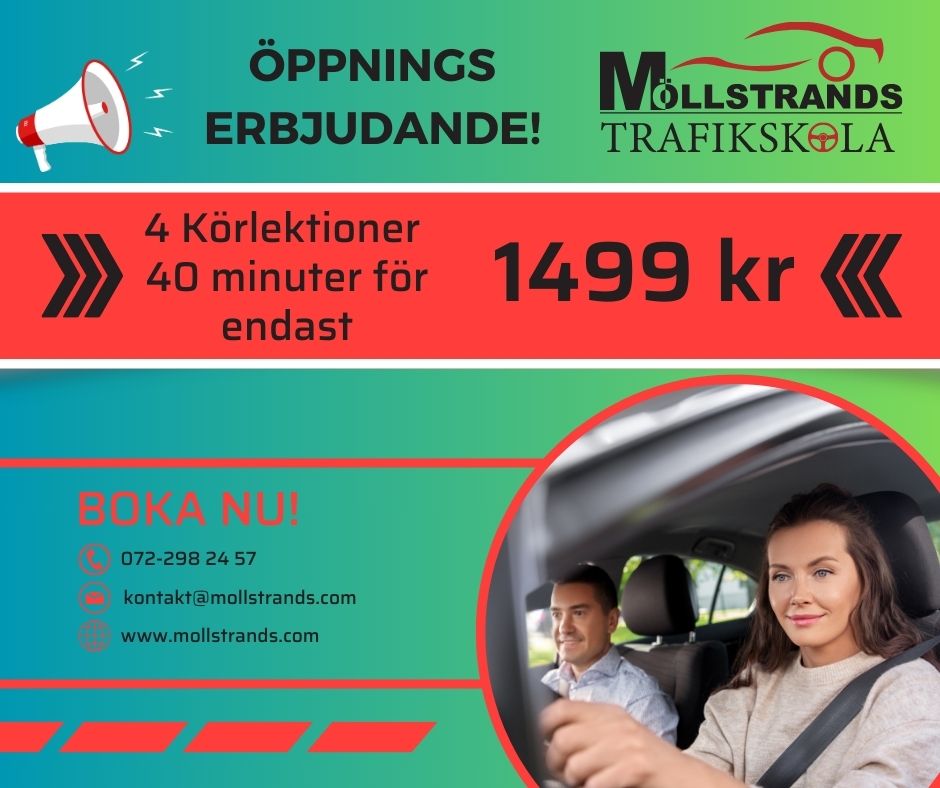 ÖPPNINGS
ERBJUDANDE!
MÖLLSTRANDS
TRAFIKSKOLA
4 Körlektioner
40 minuter för
endast
1499 kr
BOKA NU!
072-298 24 57
kontakt@mollstrands.com
www.mollstrands.com